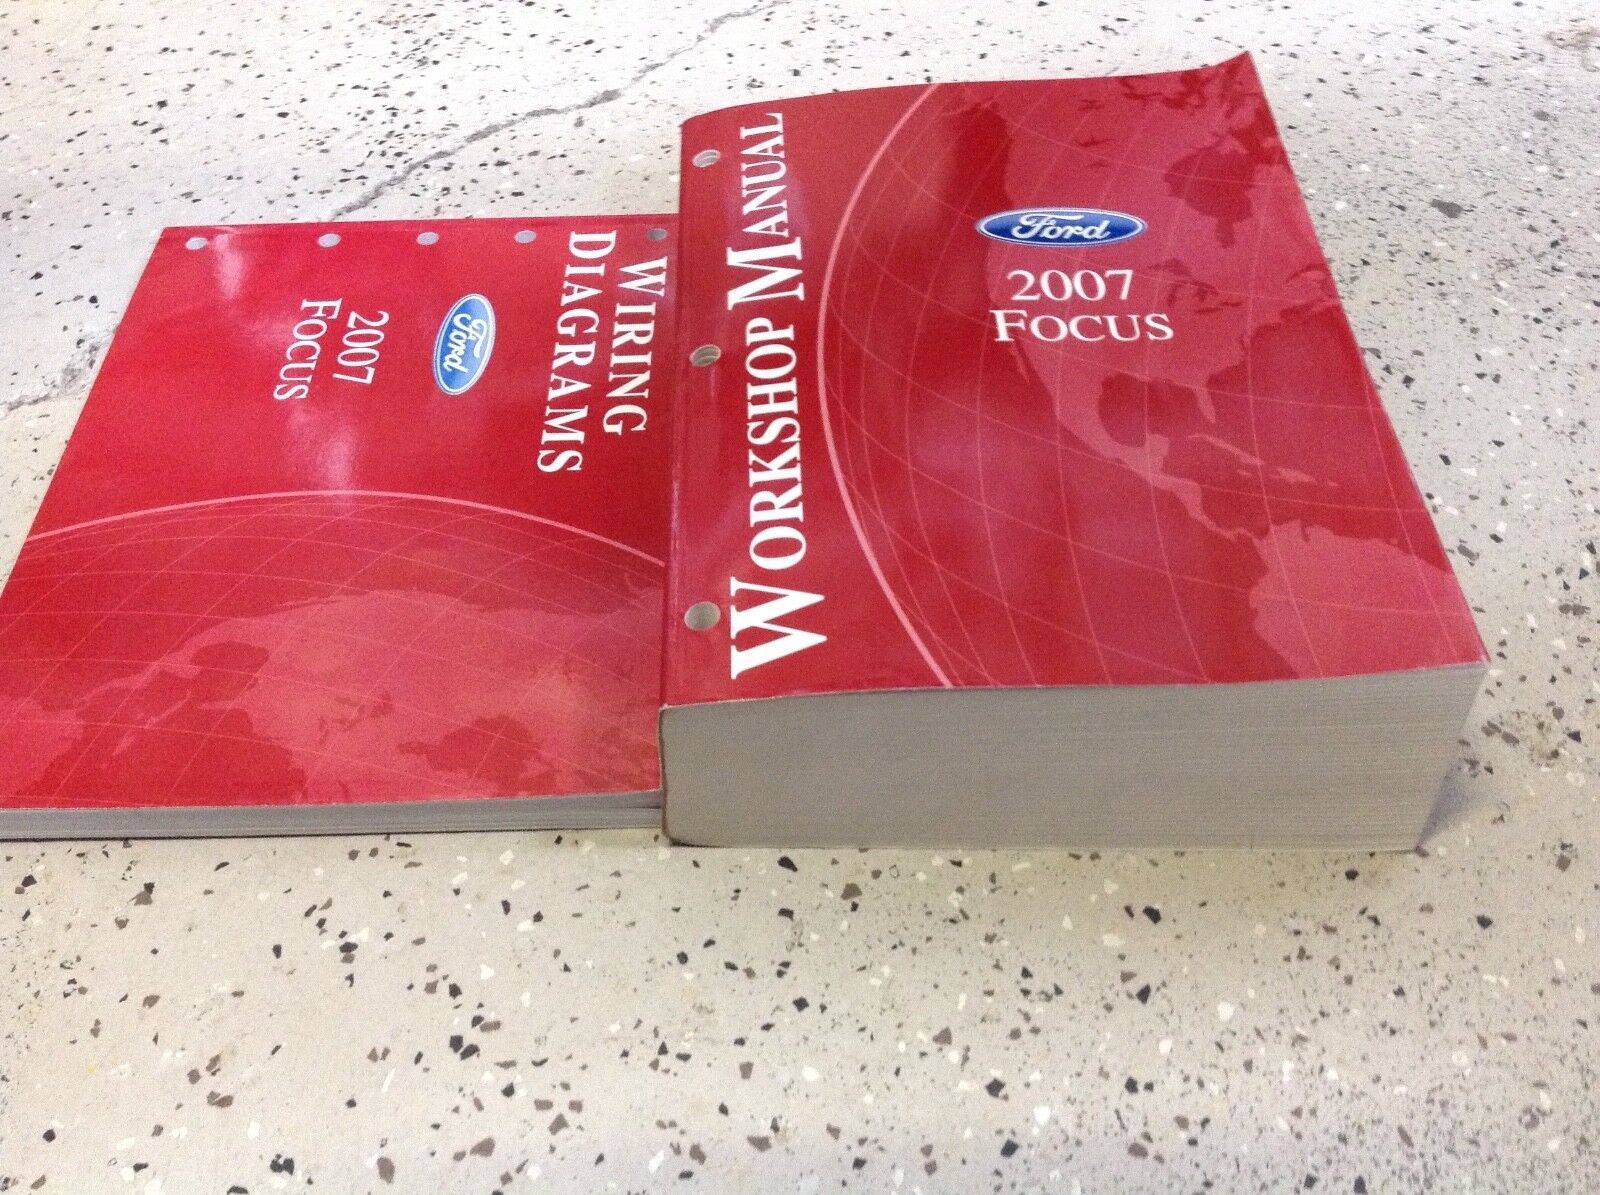 WIRING
DIAGRAMS
Ford
2007
FOCUS
WORKSHOP MANUAL
Ford
2007
FOCUS